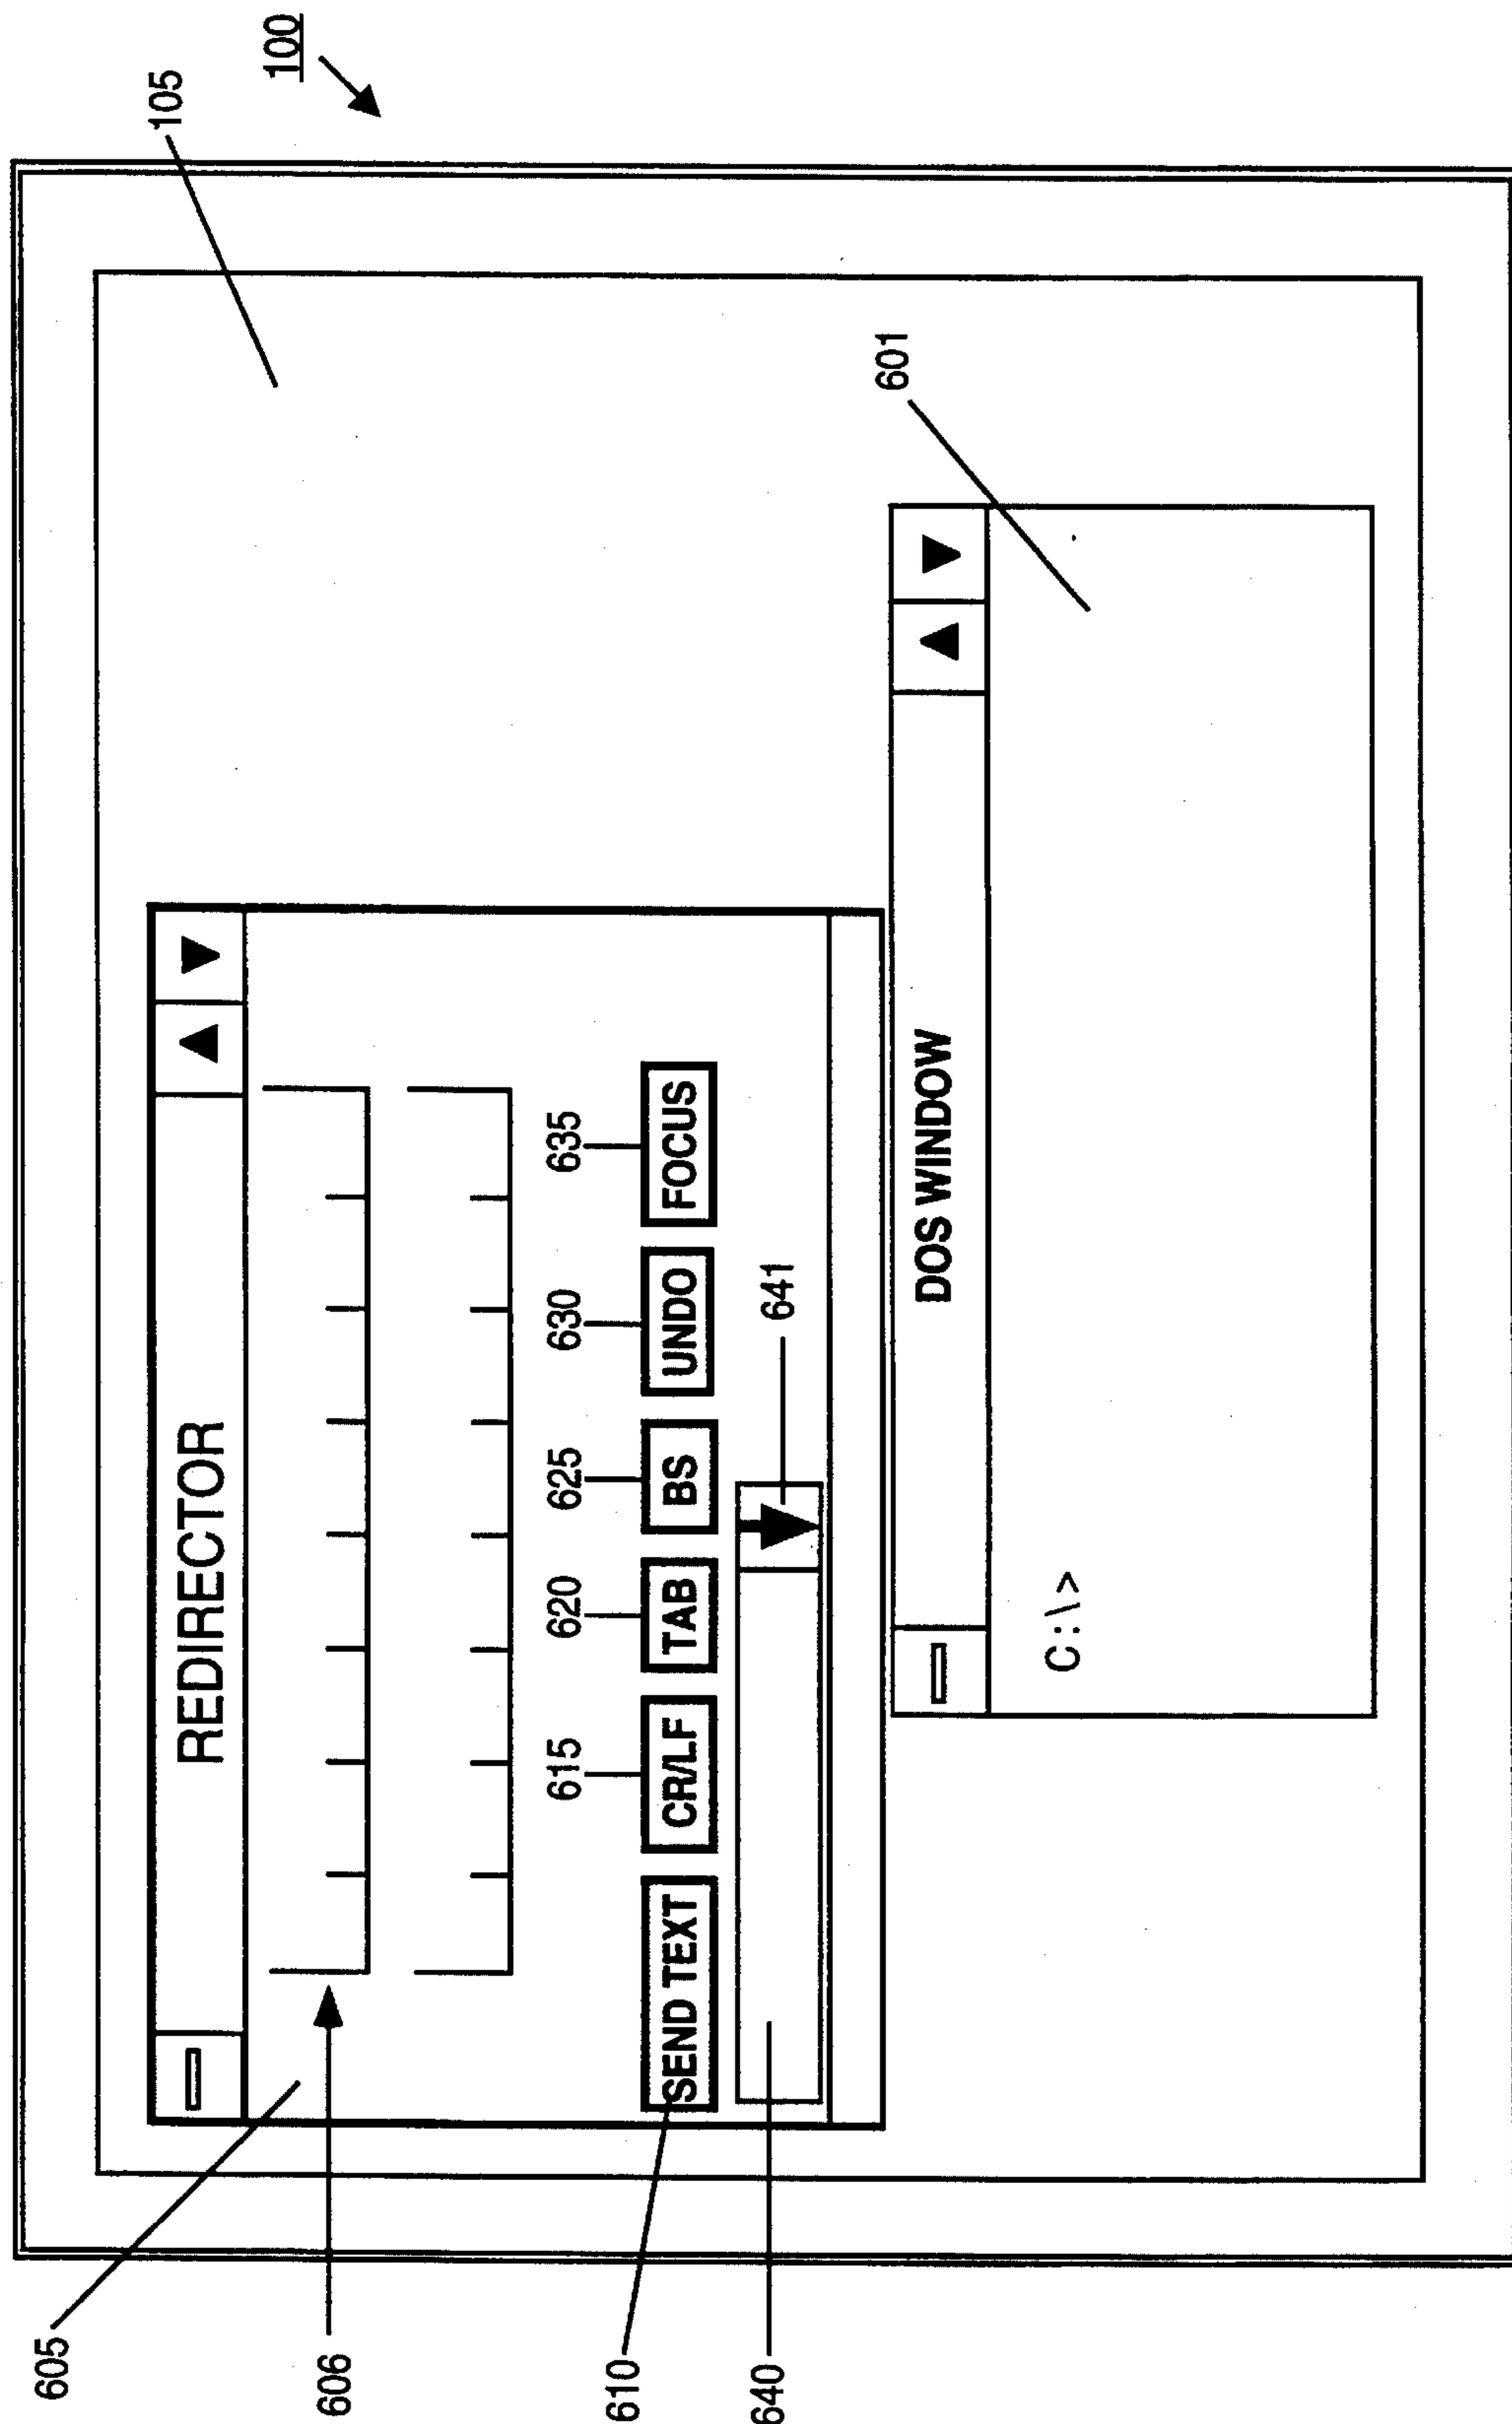 100
105
605
REDIRECTOR
606
615 620 625 630 635
610
SEND TEXT CR/LF TAB BS UNDO FOCUS
640
641
601
DOS WINDOW
C:\>